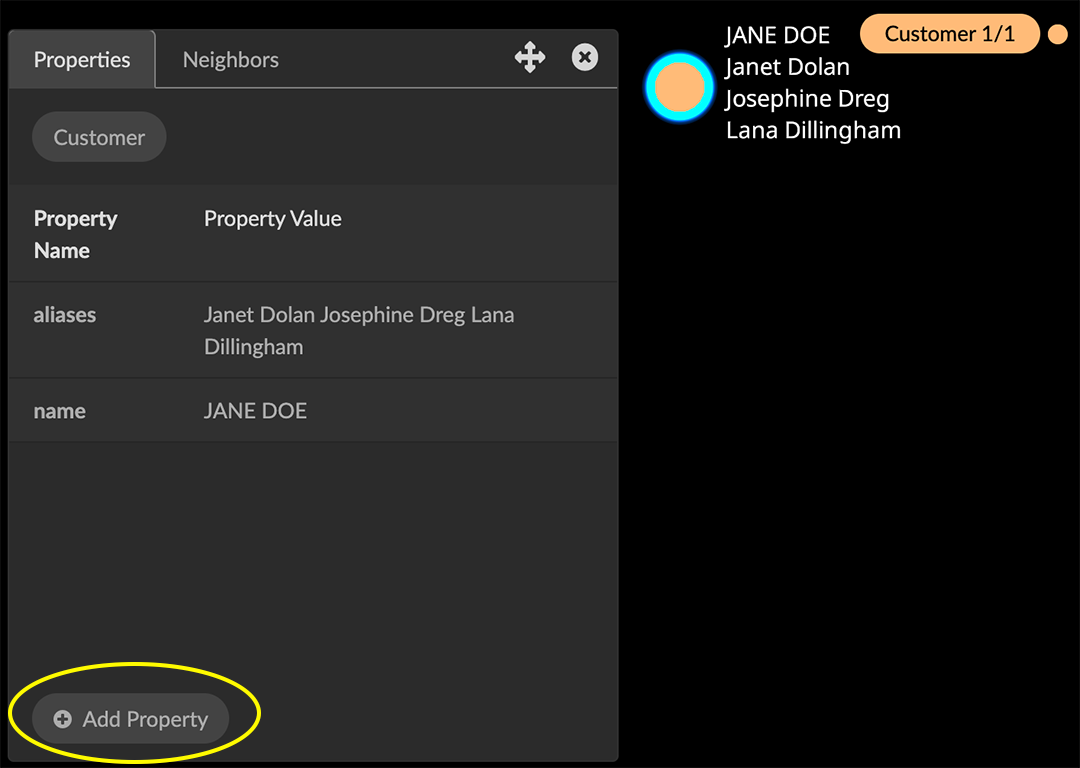 Properties
Neighbors
Customer
Property Name
Property Value
aliases
Janet Dolan Josephine Dreg Lana
Dillingham
name
JANE DOE
Add Property
JANE DOE
Janet Dolan
Josephine Dreg
Lana Dillingham
Customer 1/1